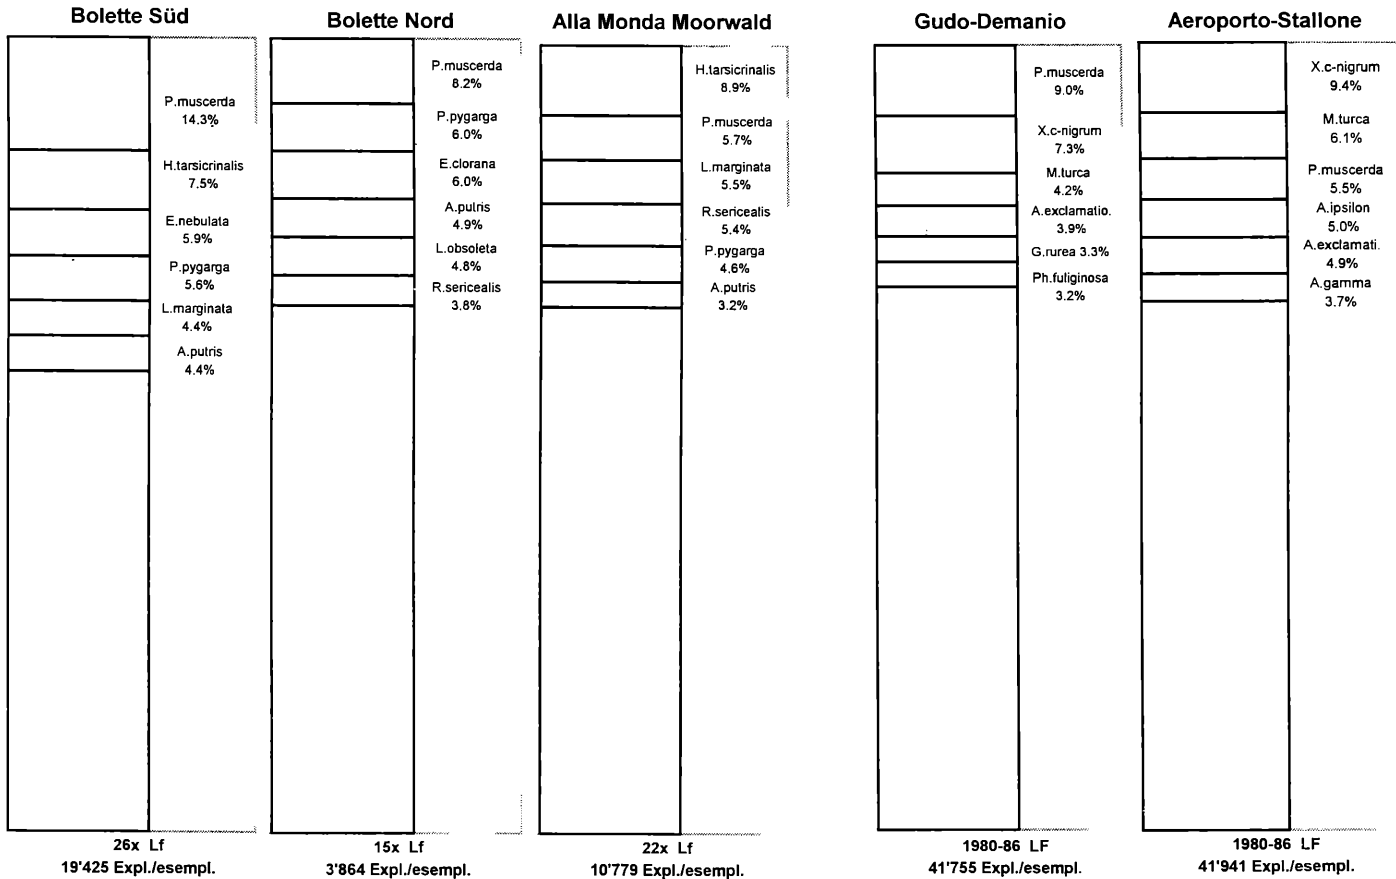 Bolette Süd
P.muscerda
14.3%
H.tarsicrinalis
7.5%
E.nebulata
5.9%
P.pygarga
5.6%
L.marginata
4.4%
A.putris
4.4%
26x Lf
19'425 Expl./esempl.
Bolette Nord
P.muscerda
8.2%
P.pygarga
6.0%
E.clorana
6.0%
A.putris
4.9%
L.obsoleta
4.8%
R.sericealis
3.8%
15x Lf
3'864 Expl./esempl.
Alla Monda Moorwald
H.tarsicrinalis
8.9%
P.muscerda
5.7%
L.marginata
5.5%
R.sericealis
5.4%
P.pygarga
4.6%
A.putris
3.2%
22x Lf
10'779 Expl./esempl.
Gudo-Demanio
P.muscerda
9.0%
X.c-nigrum
7.3%
M.turca
4.2%
A.exclamatio.
3.9%
G.rurea 3.3%
Ph.fuliginosa
3.2%
1980-86 LF
41'755 Expl./esempl.
Aeroporto-Stallone
X.c-nigrum
9.4%
M.turca
6.1%
P.muscerda
5.5%
A.ipsilon
5.0%
A.exclamati.
4.9%
A.gamma
3.7%
1980-86 LF
41'941 Expl./esempl.